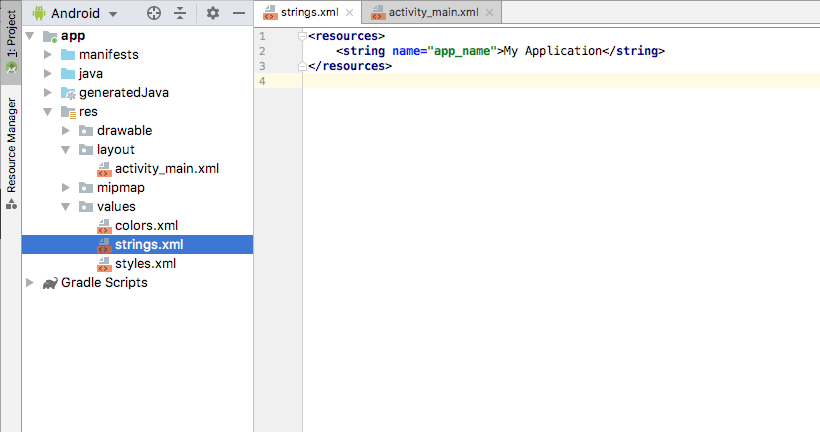 1: Project
Resource Manager
Android
app
manifests
java
generatedJava
res
drawable
layout
activity_main.xml
mipmap
values
colors.xml
strings.xml
styles.xml
Gradle Scripts
strings.xml
activity_main.xml
1 <resources>
2     <string name="app_name">My Application</string>
3 </resources>
4